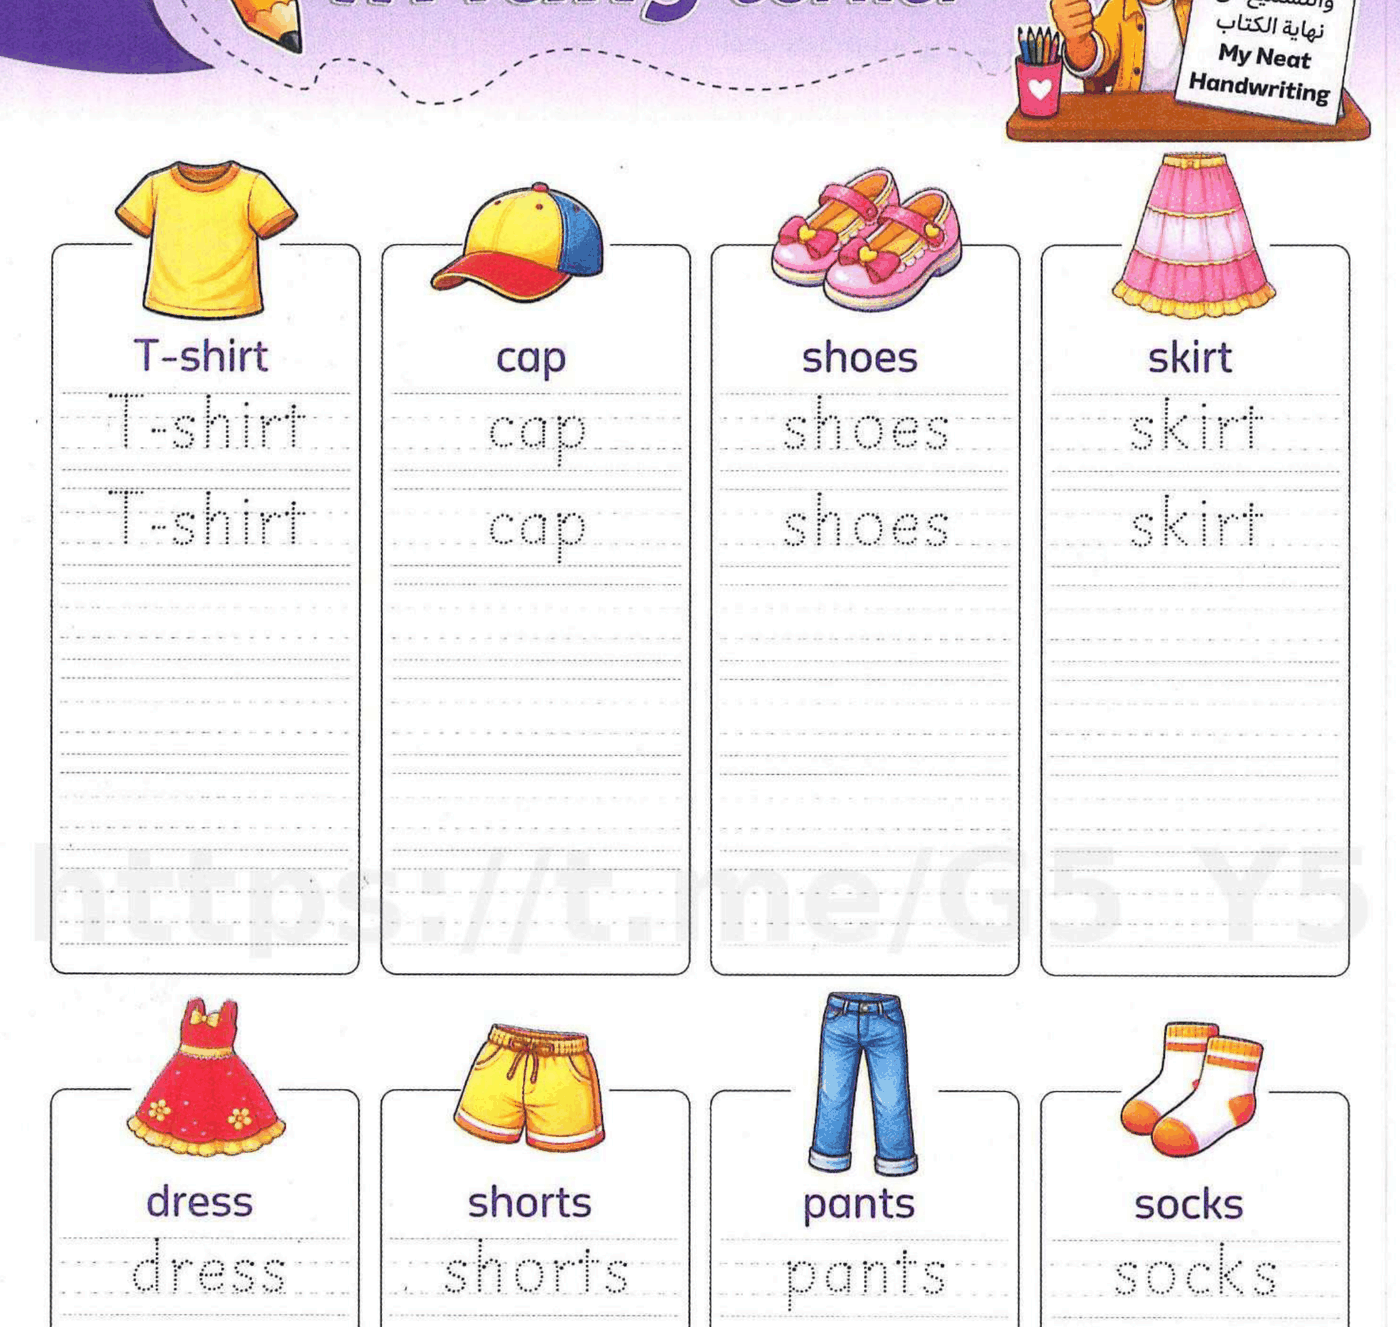 نهاية الكتاب
My Neat
Handwriting
T-shirt
cap
shoes
skirt
T-shirt
cap
shoes
skirt
T-shirt
cap
shoes
skirt
https://t.me/G5_Y5
dress
shorts
pants
socks
dress
shorts
pants
socks